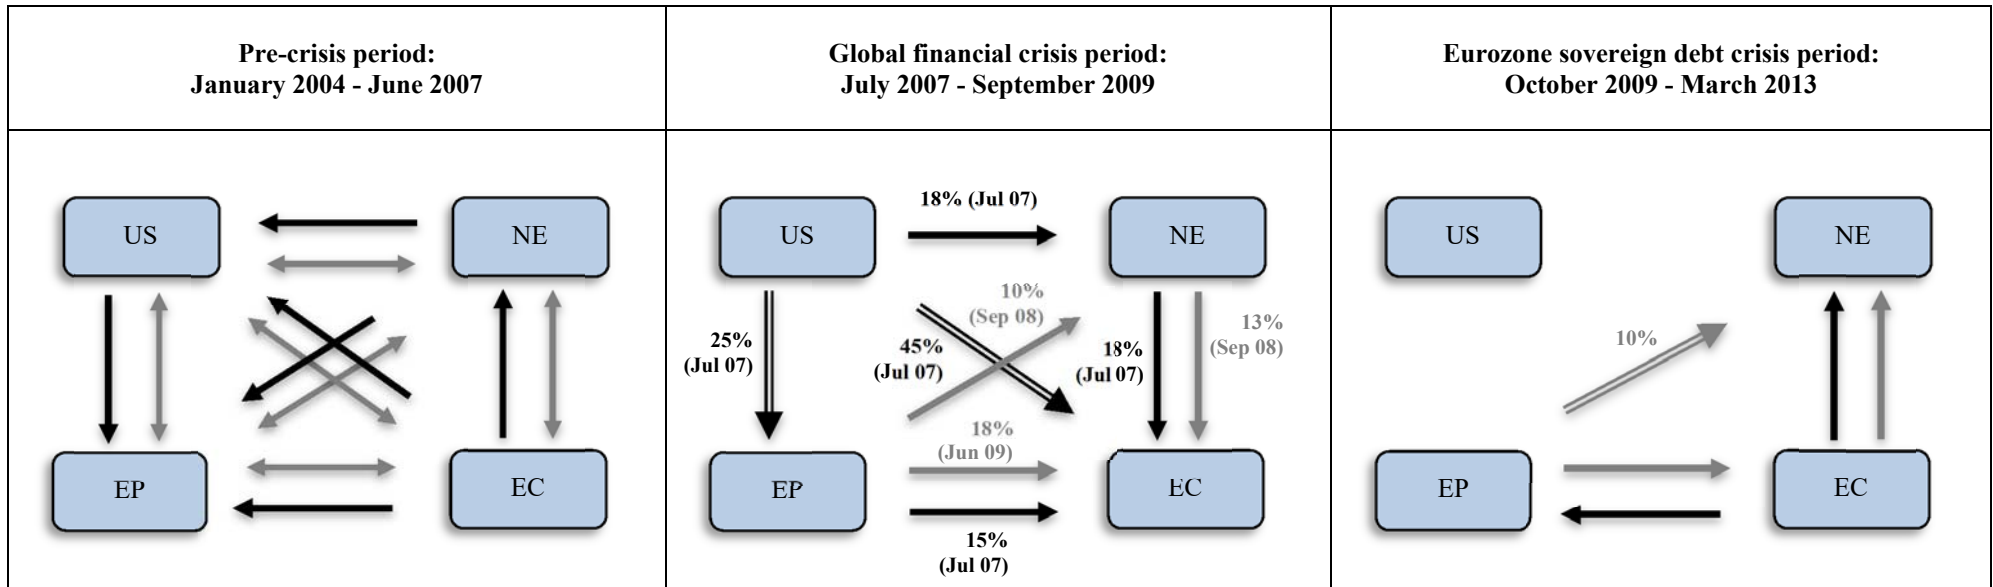 Pre-crisis period:
January 2004 - June 2007
Global financial crisis period:
July 2007 - September 2009
Eurozone sovereign debt crisis period:
October 2009 - March 2013
US
NE
EP
EC
18% (Jul 07)
US
NE
10%
(Sep 08)
25%
(Jul 07)
45%
(Jul 07)
18%
(Jul 07)
13%
(Sep 08)
18%
(Jun 09)
EP
EC
15%
(Jul 07)
US
NE
10%
EP
EC